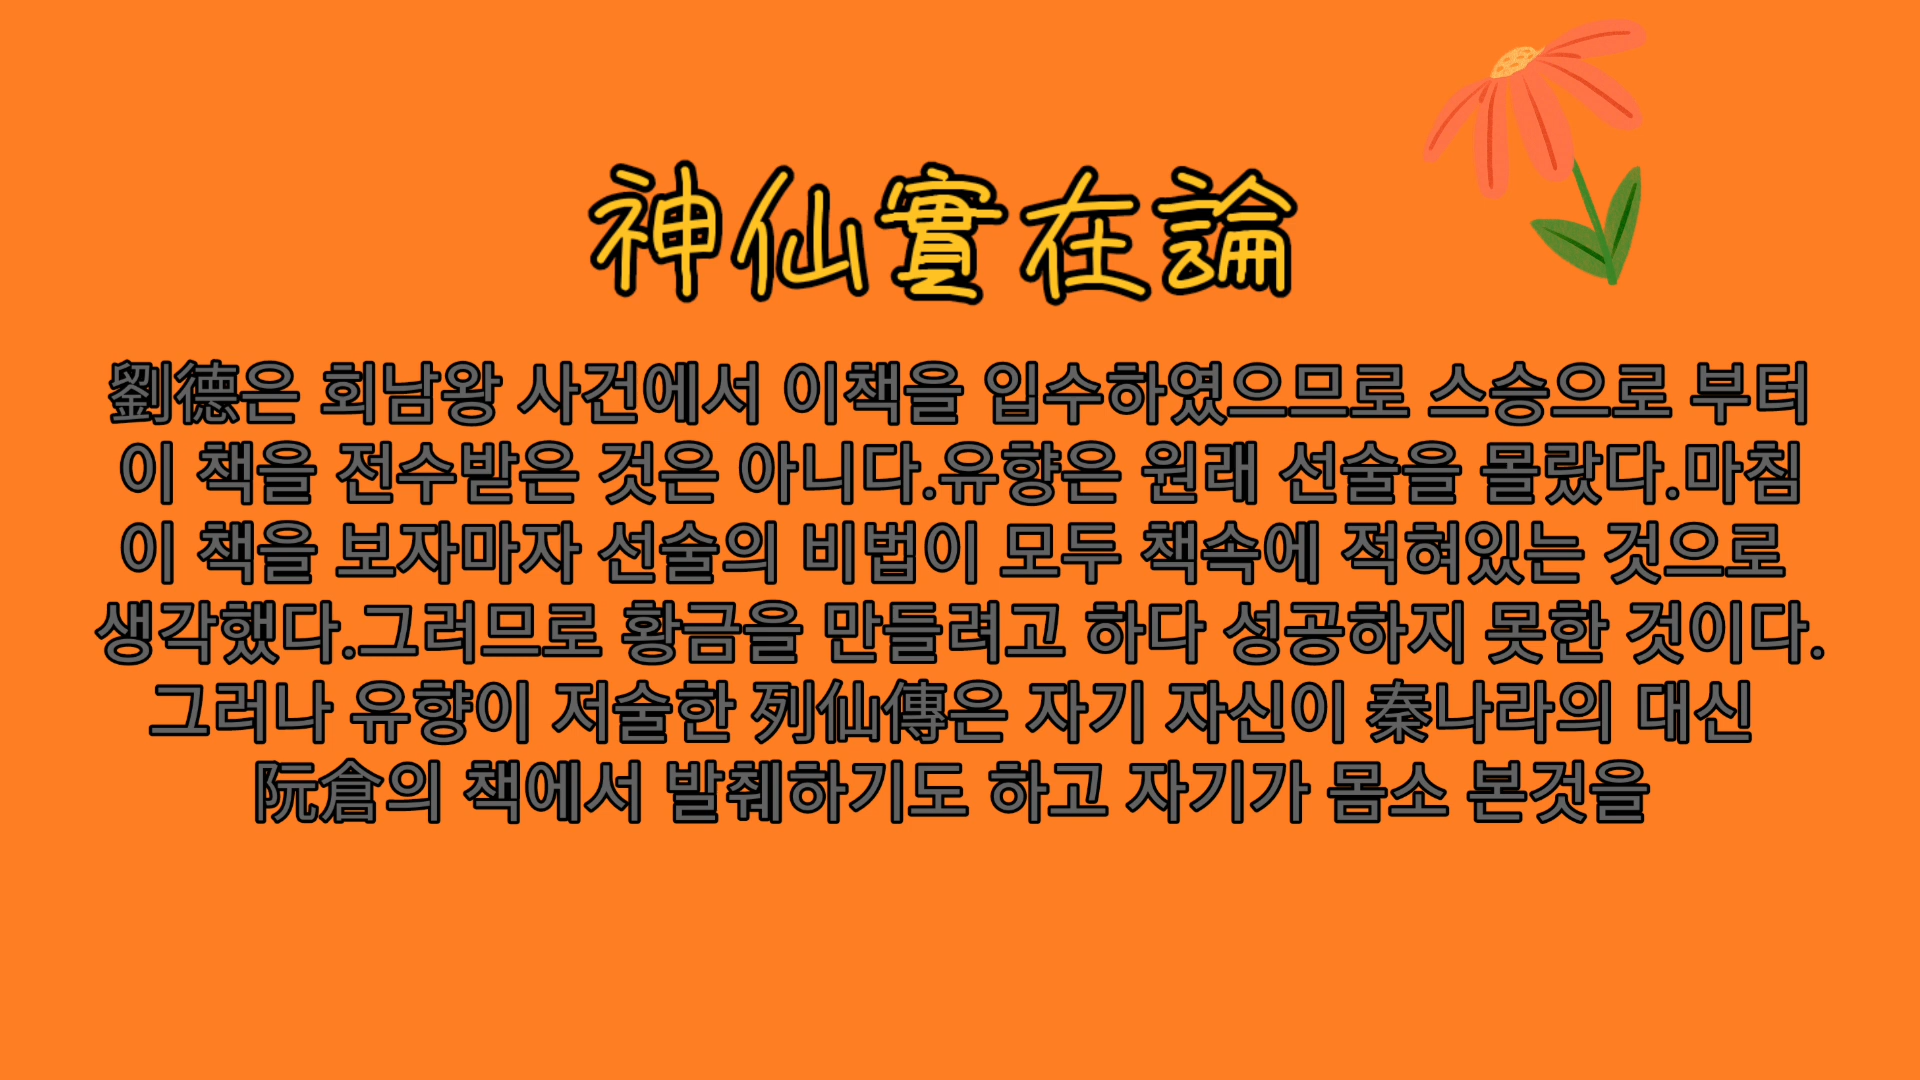 神仙實在論
劉德은 회남왕 사건에서 이책을 입수하였으므로 스승으로 부터
이 책을 전수받은 것은 아니다.유향은 원래 선술을 몰랐다.마침
이 책을 보자마자 선술의 비법이 모두 책속에 적혀있는 것으로
생각했다.그러므로 황금을 만들려고 하다 성공하지 못한 것이다.
그러나 유향이 저술한 列仙傳은 자기 자신이 秦나라의 대신
阮倉의 책에서 발췌하기도 하고 자기가 몸소 본것을